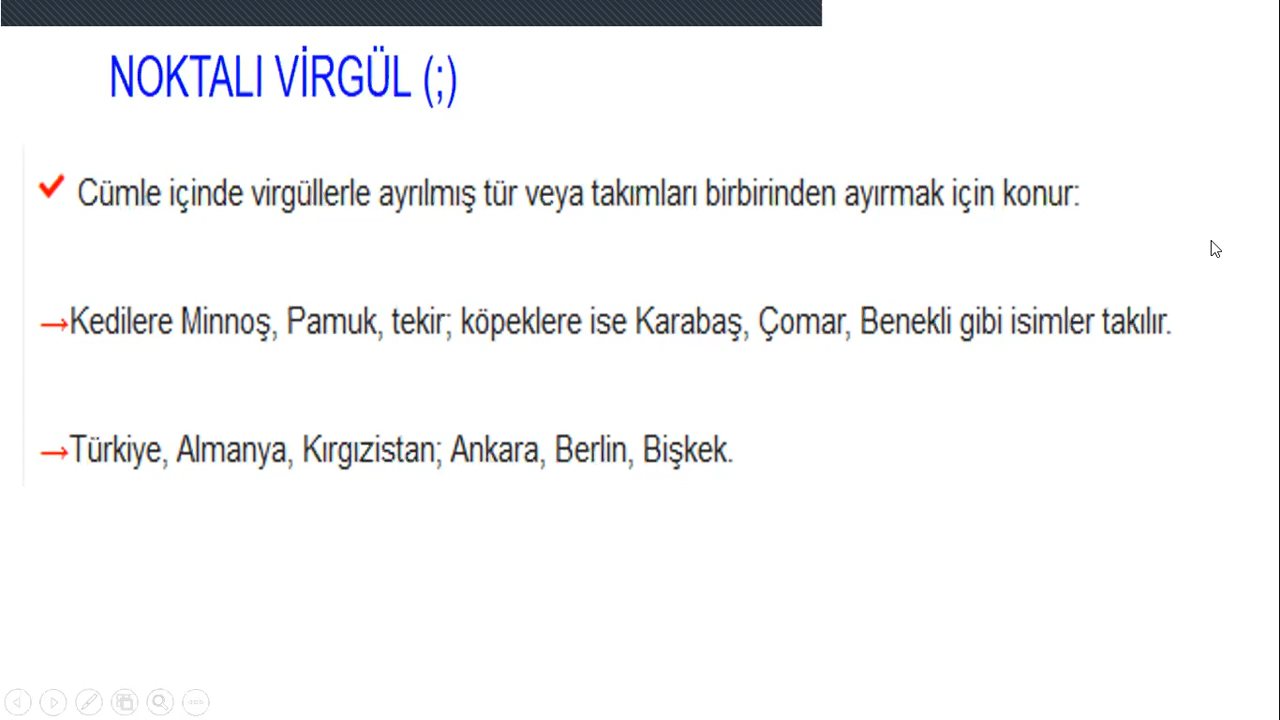 NOKTALI VİRGÜL (;)
✓ Cümle içinde virgüllerle ayrılmış tür veya takımları birbirinden ayırmak için konur:
→Kedilere Minnoş, Pamuk, tekir; köpeklere ise Karabaş, Çomar, Benekli gibi isimler takılır.
→Türkiye, Almanya, Kırgızistan; Ankara, Berlin, Bişkek.